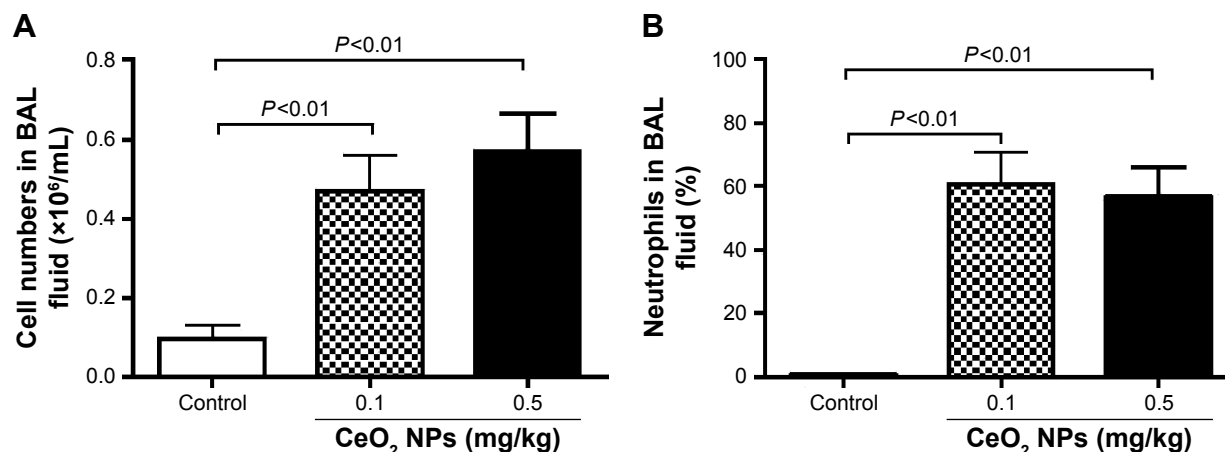 A
Cell numbers in BAL
fluid (×10⁶/mL)
0.8
0.6
0.4
0.2
0.0
P<0.01
P<0.01
Control
0.1
0.5
CeO₂ NPs (mg/kg)
B
Neutrophils in BAL
fluid (%)
100
80
60
40
20
0
P<0.01
P<0.01
Control
0.1
0.5
CeO₂ NPs (mg/kg)